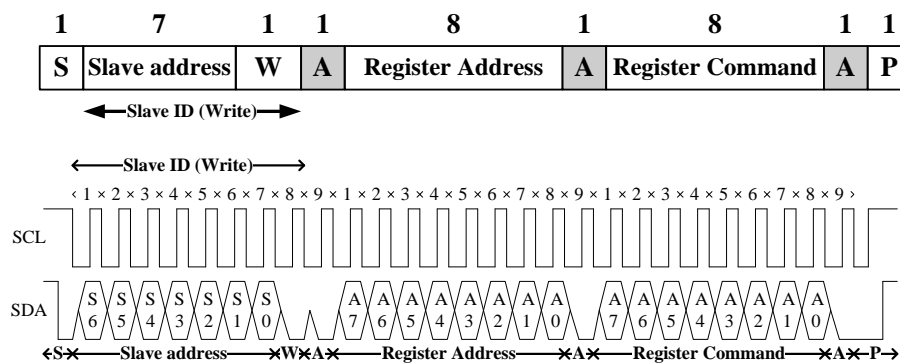 1 7 1 1 8 1 8 1 1
S Slave address W A Register Address A Register Command A P
Slave ID (Write)
Slave ID (Write)
1 2 3 4 5 6 7 8 9 1 2 3 4 5 6 7 8 9 1 2 3 4 5 6 7 8 9
SCL
SDA S6 S5 S4 S3 S2 S1 S0 A7 A6 A5 A4 A3 A2 A1 A0 A7 A6 A5 A4 A3 A2 A1 A0
S Slave address W A Register Address A Register Command A P